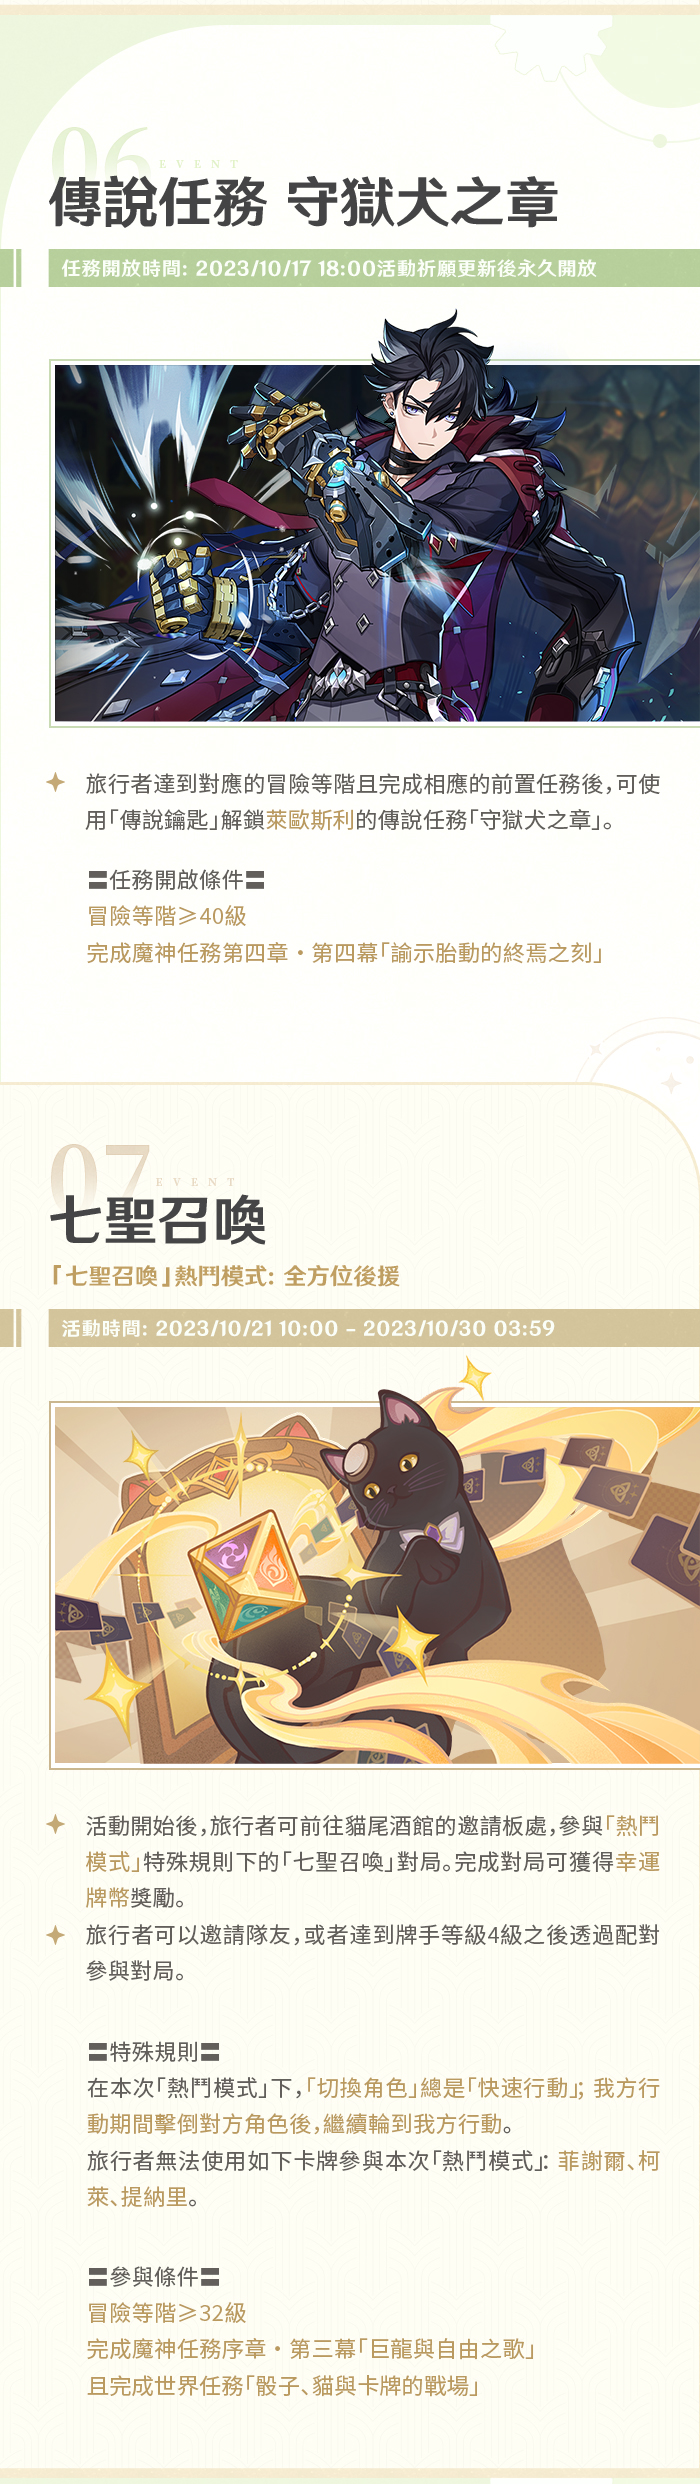 06
EVENT
傳說任務 守獄犬之章
任務開放時間: 2023/10/17 18:00活動祈願更新後永久開放
旅行者達到對應的冒險等階且完成相應的前置任務後,可使
用「傳說鑰匙」解鎖萊歐斯利的傳說任務「守獄犬之章」。
〓任務開啟條件〓
冒險等階≥40級
完成魔神任務第四章・第四幕「諭示胎動的終焉之刻」
07
EVENT
七聖召喚
「七聖召喚」熱鬥模式: 全方位後援
活動時間: 2023/10/21 10:00 – 2023/10/30 03:59
活動開始後,旅行者可前往貓尾酒館的邀請板處,參與「熱鬥
模式」特殊規則下的「七聖召喚」對局。完成對局可獲得幸運
牌幣獎勵。
旅行者可以邀請隊友,或者達到牌手等級4級之後透過配對
參與對局。
〓特殊規則〓
在本次「熱鬥模式」下,「切換角色」總是「快速行動」; 我方行
動期間擊倒對方角色後,繼續輪到我方行動。
旅行者無法使用如下卡牌參與本次「熱鬥模式」: 菲謝爾、柯
萊、提納里。
〓參與條件〓
冒險等階≥32級
完成魔神任務序章・第三幕「巨龍與自由之歌」
且完成世界任務「骰子、貓與卡牌的戰場」